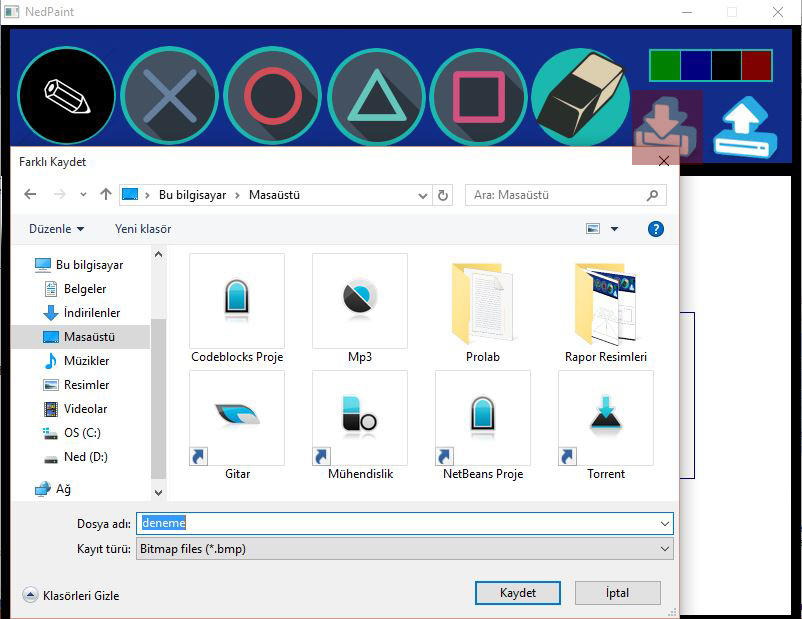 NedPaint
Farklı Kaydet
Bu bilgisayar › Masaüstü
Ara: Masaüstü
Düzenle
Yeni klasör
?
Bu bilgisayar
Belgeler
İndirilenler
Masaüstü
Müzikler
Resimler
Videolar
OS (C:)
Ned (D:)
Ağ
Codeblocks Proje
Mp3
Prolab
Rapor Resimleri
Gitar
Mühendislik
NetBeans Proje
Torrent
Dosya adı: deneme
Kayıt türü: Bitmap files (*.bmp)
Klasörleri Gizle
Kaydet
İptal